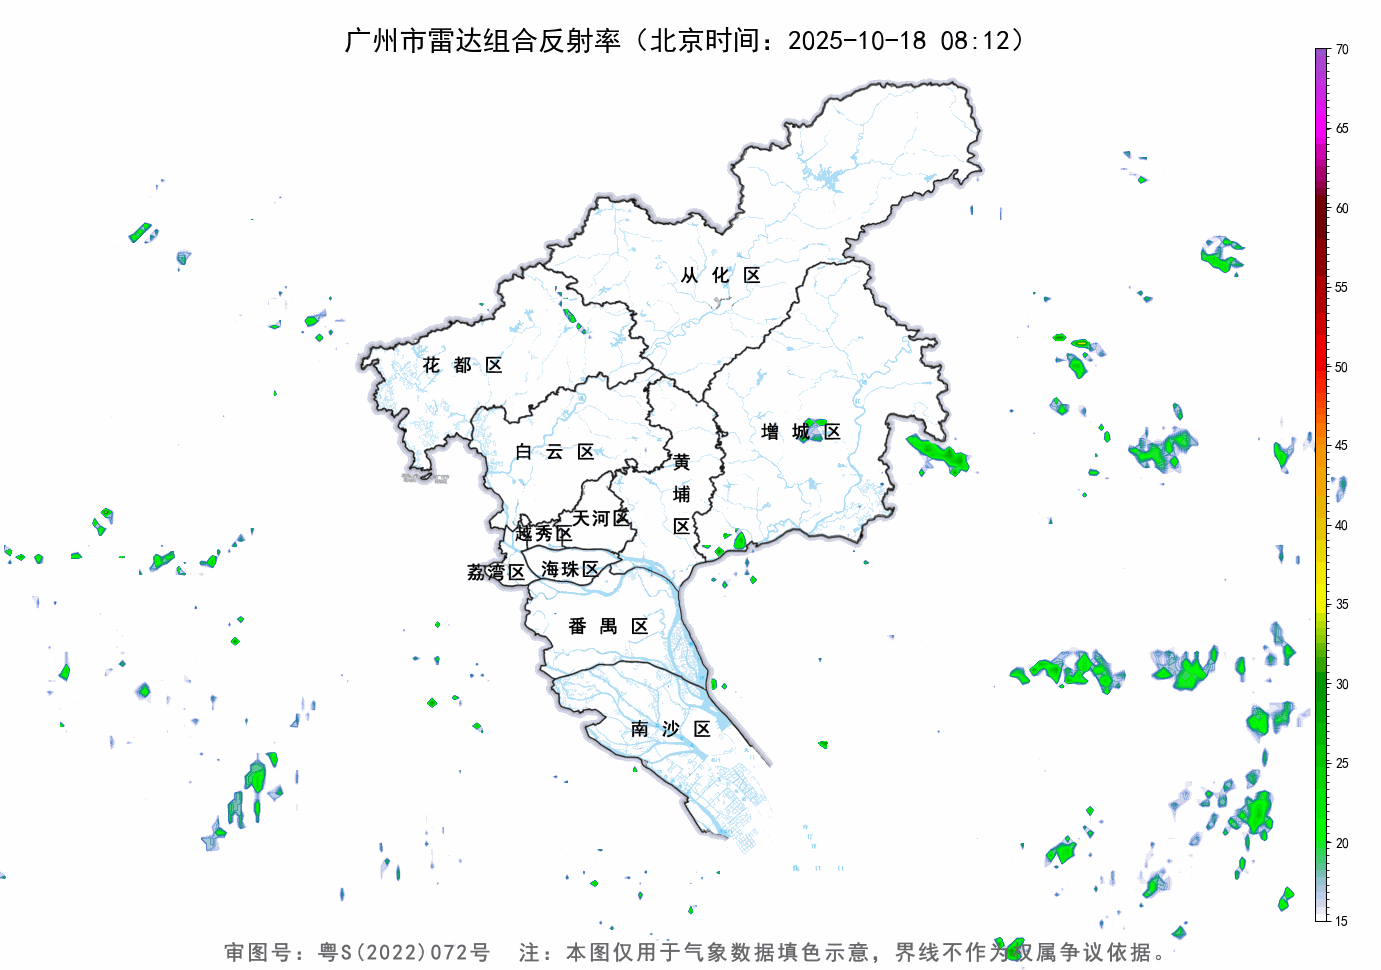 广州市雷达组合反射率（北京时间：2025-10-18 08:12）
70
65
60
55
50
45
40
35
30
25
20
15
从化区
花都区
增城区
白云区
黄埔区
天河区
越秀区
荔湾区
海珠区
番禺区
南沙区
审图号：粤S(2022)072号 注：本图仅用于气象数据填色示意，界线不作为权属争议依据。